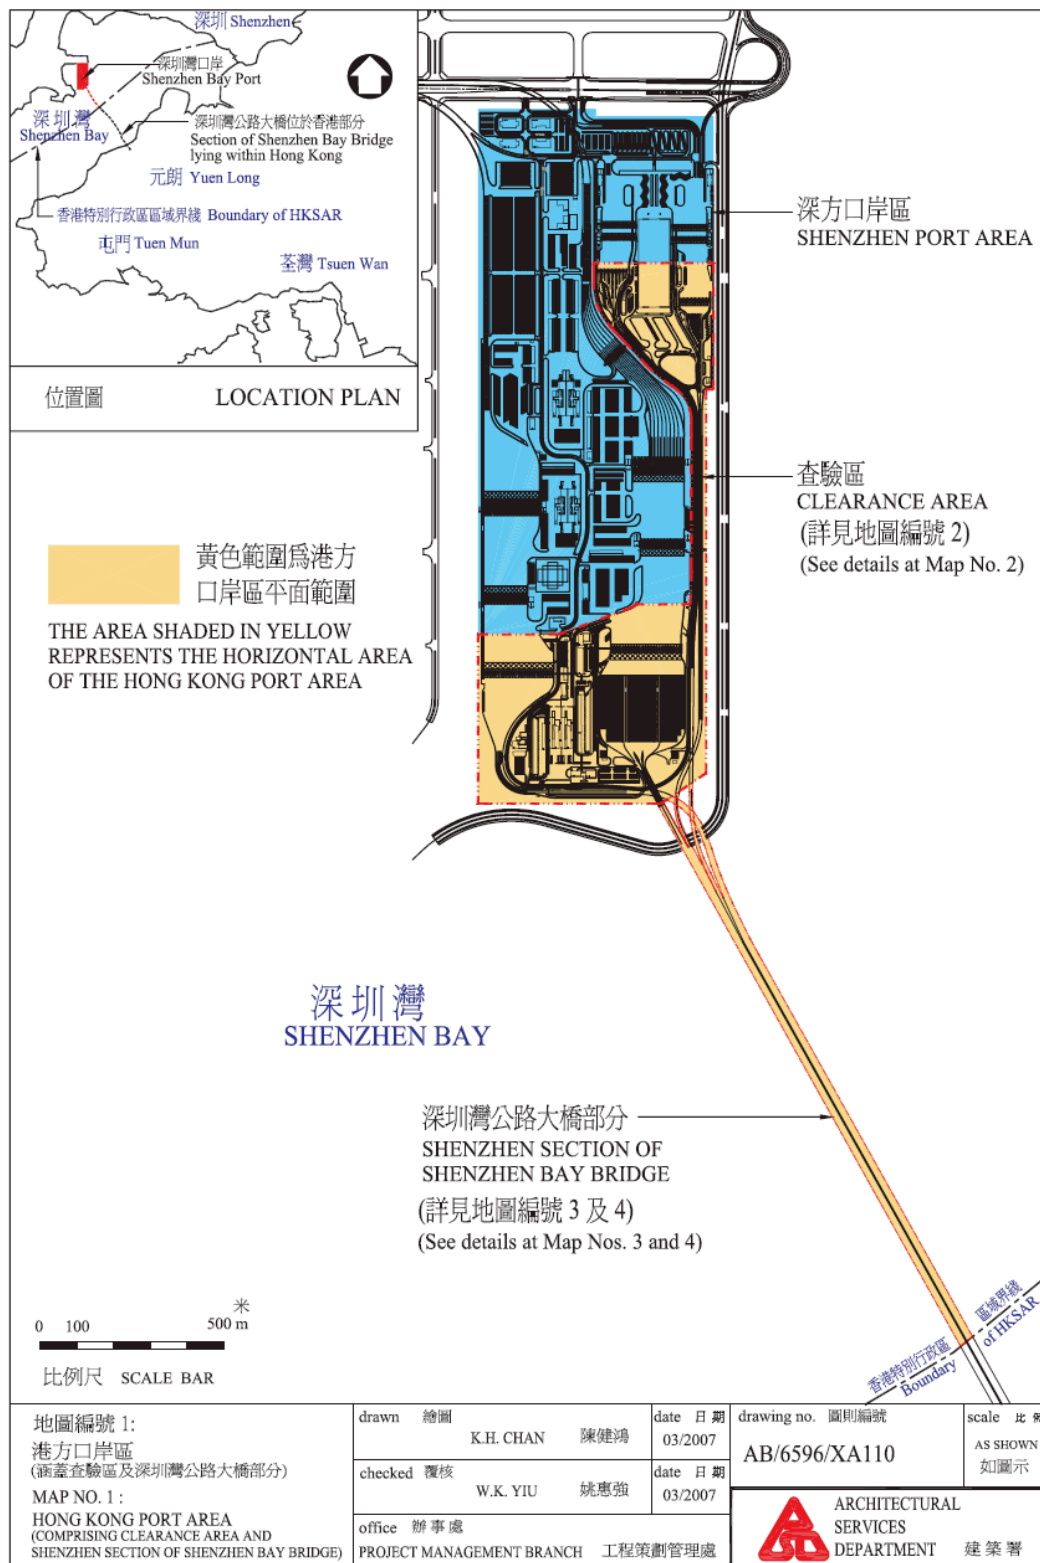 深圳 Shenzhen
深圳灣口岸
Shenzhen Bay Port
深圳灣
Shenzhen Bay
深圳灣公路大橋位於香港部分
Section of Shenzhen Bay Bridge
lying within Hong Kong
元朗 Yuen Long
香港特別行政區區域界綫 Boundary of HKSAR
屯門 Tuen Mun
荃灣 Tsuen Wan
位置圖 LOCATION PLAN
深方口岸區
SHENZHEN PORT AREA
查驗區
CLEARANCE AREA
(詳見地圖編號 2)
(See details at Map No. 2)
黃色範圍爲港方
口岸區平面範圍
THE AREA SHADED IN YELLOW
REPRESENTS THE HORIZONTAL AREA
OF THE HONG KONG PORT AREA
深圳灣
SHENZHEN BAY
深圳灣公路大橋部分
SHENZHEN SECTION OF
SHENZHEN BAY BRIDGE
(詳見地圖編號 3 及 4)
(See details at Map Nos. 3 and 4)
香港特別行政區 區域界綫
Boundary of HKSAR
米
0 100 500 m
比例尺 SCALE BAR
地圖編號 1:
港方口岸區
(涵蓋查驗區及深圳灣公路大橋部分)
MAP NO. 1 :
HONG KONG PORT AREA
(COMPRISING CLEARANCE AREA AND
SHENZHEN SECTION OF SHENZHEN BAY BRIDGE)
drawn 繪圖
K.H. CHAN 陳健鴻
date 日期
03/2007
checked 覆核
W.K. YIU 姚惠強
date 日期
03/2007
office 辦事處
PROJECT MANAGEMENT BRANCH 工程策劃管理處
drawing no. 圖則編號
AB/6596/XA110
scale 比
AS SHOWN
如圖示
ARCHITECTURAL
SERVICES
DEPARTMENT 建築署